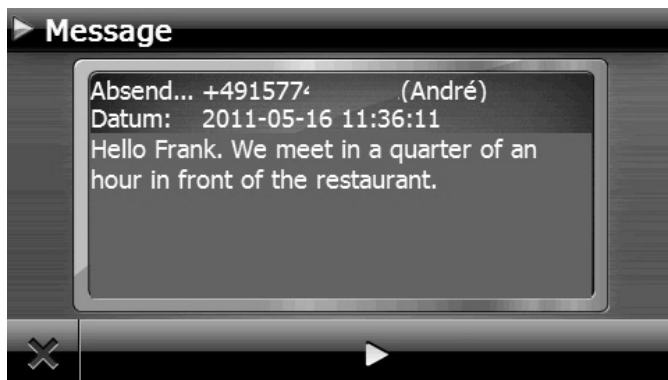 Message
Absend... +4915774 (André)
Datum: 2011-05-16 11:36:11
Hello Frank. We meet in a quarter of an
hour in front of the restaurant.